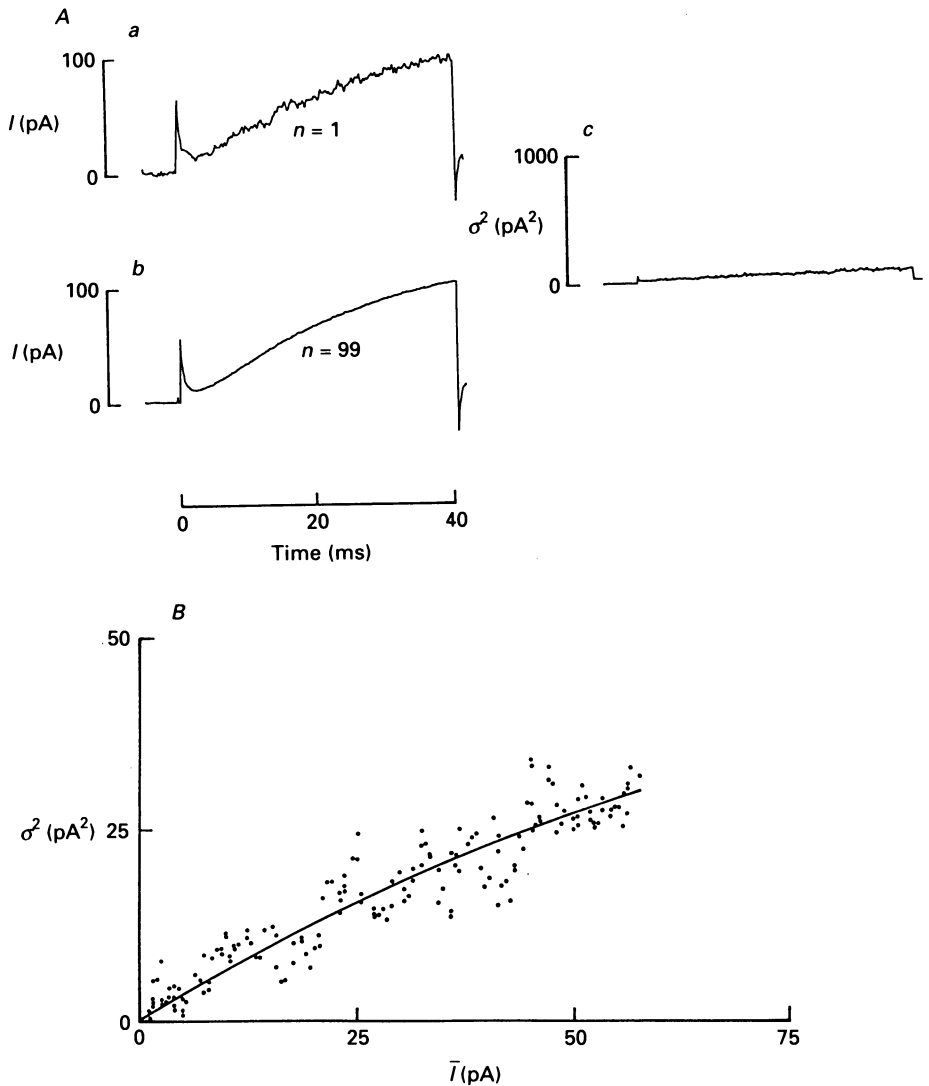 A
a
100
I (pA)
0
n = 1
c
1000
σ² (pA²)
0
b
100
I (pA)
0
n = 99
0 20 40
Time (ms)
B
50
σ² (pA²) 25
0
0 25 50 75
Ī (pA)